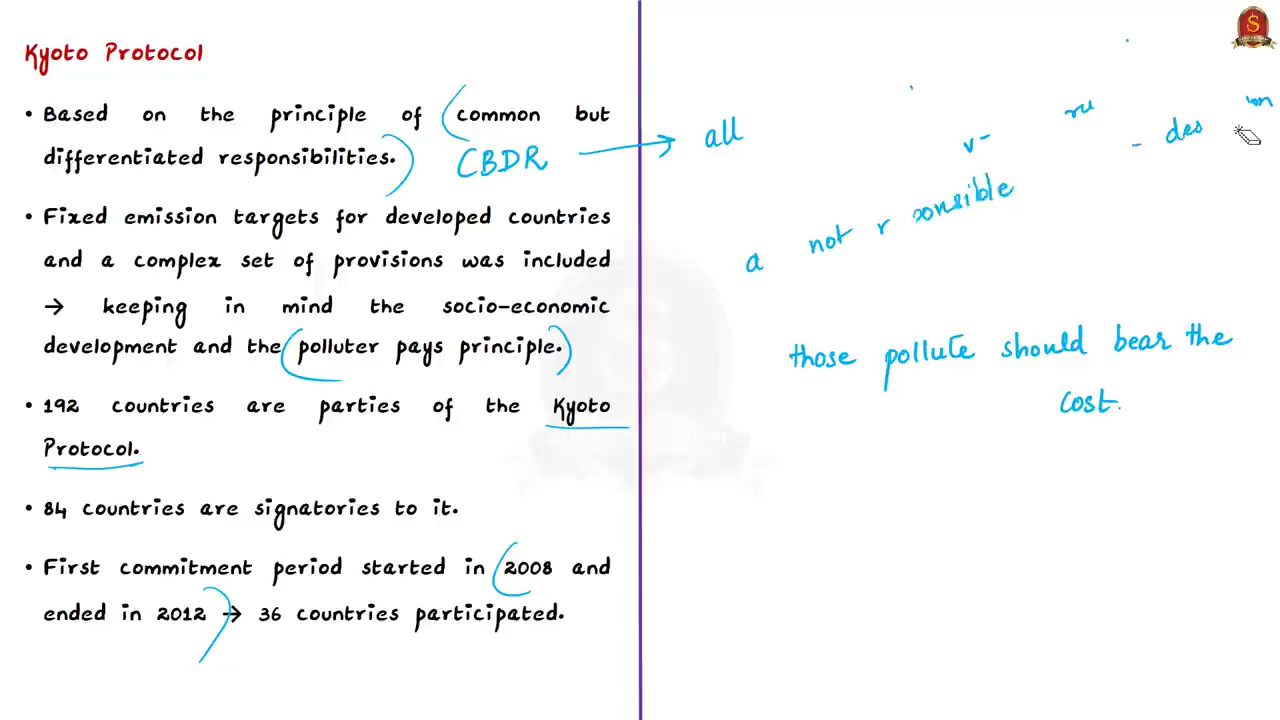 Kyoto Protocol
• Based on the principle of common but
differentiated responsibilities.
CBDR → all
• Fixed emission targets for developed countries
and a complex set of provisions was included
→ keeping in mind the socio-economic
development and the polluter pays principle.
• 192 countries are parties of the Kyoto
Protocol.
• 84 countries are signatories to it.
• First commitment period started in 2008 and
ended in 2012 → 36 countries participated.
not
those pollute should bear the
cost.